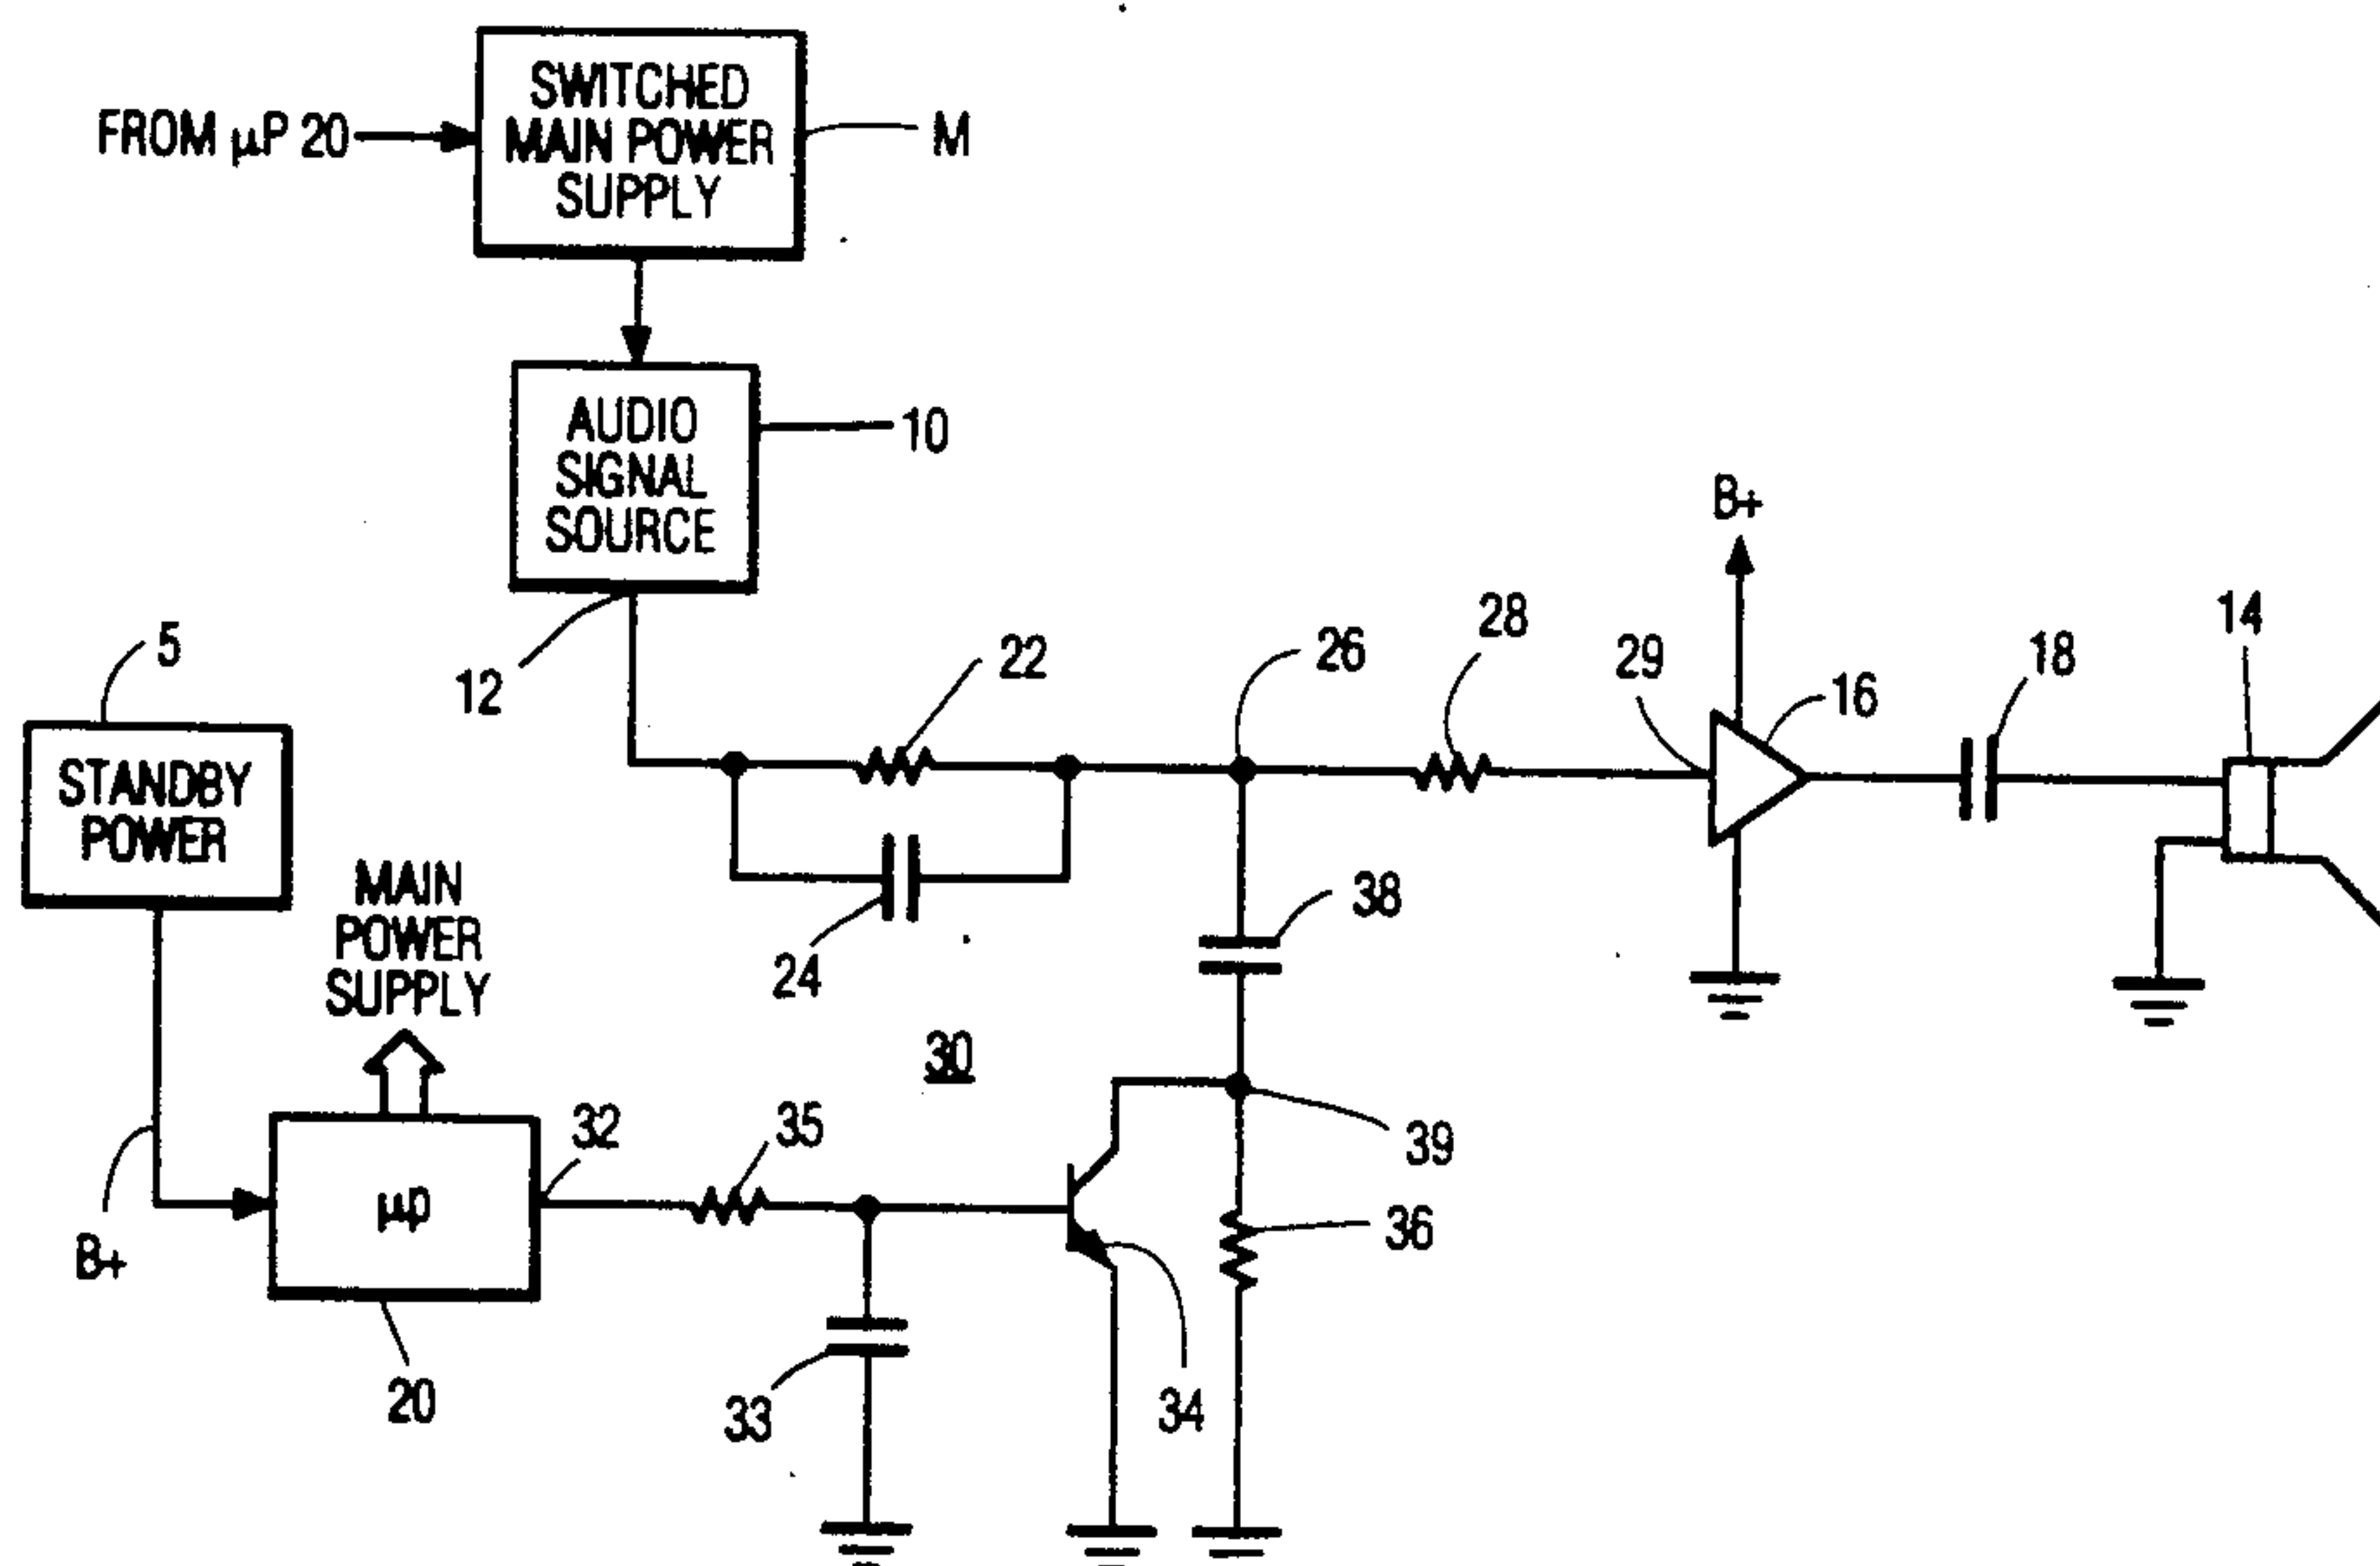 SWITCHED
MAIN POWER
SUPPLY
FROM µP 20
M
AUDIO
SIGNAL
SOURCE
10
B+
5
12
22
26
28
29
16
18
14
STANDBY
POWER
MAIN
POWER
SUPPLY
24
38
30
32
35
39
µp
B+
36
20
33
34